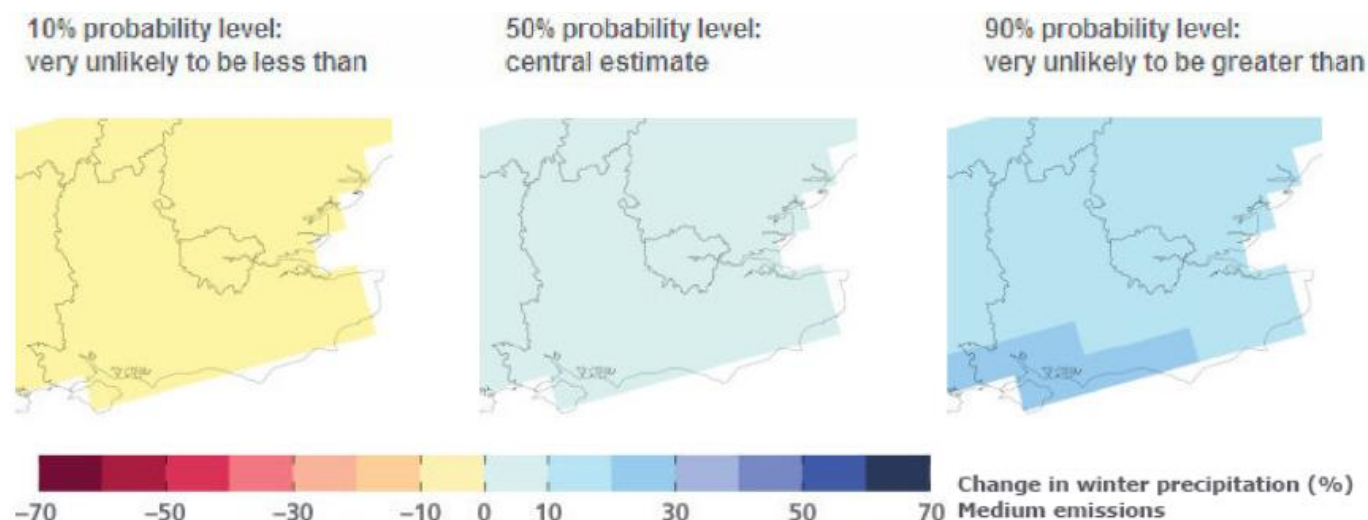 10% probability level:
very unlikely to be less than
50% probability level:
central estimate
90% probability level:
very unlikely to be greater than
–70 –50 –30 –10 0 10 30 50 70
Change in winter precipitation (%)
Medium emissions